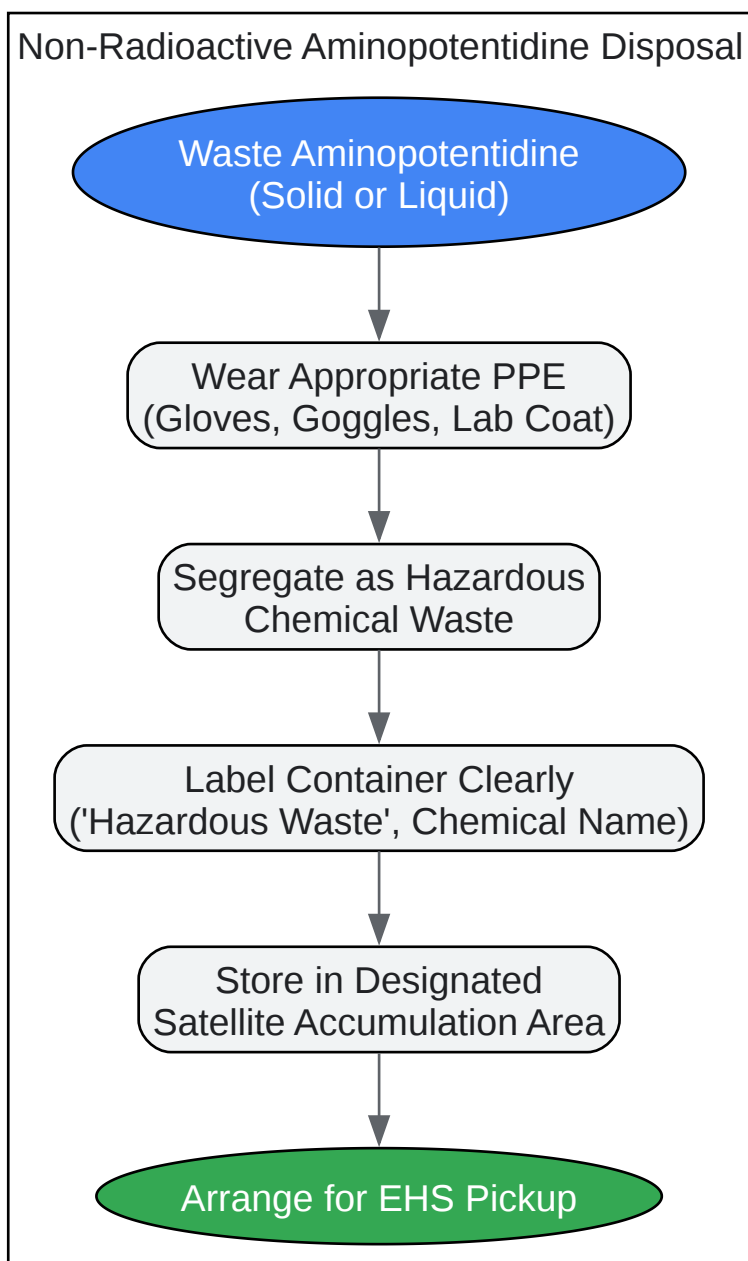 Non-Radioactive Aminopotentidine Disposal
Waste Aminopotentidine
(Solid or Liquid)
Wear Appropriate PPE
(Gloves, Goggles, Lab Coat)
Segregate as Hazardous
Chemical Waste
Label Container Clearly
('Hazardous Waste', Chemical Name)
Store in Designated
Satellite Accumulation Area
Arrange for EHS Pickup